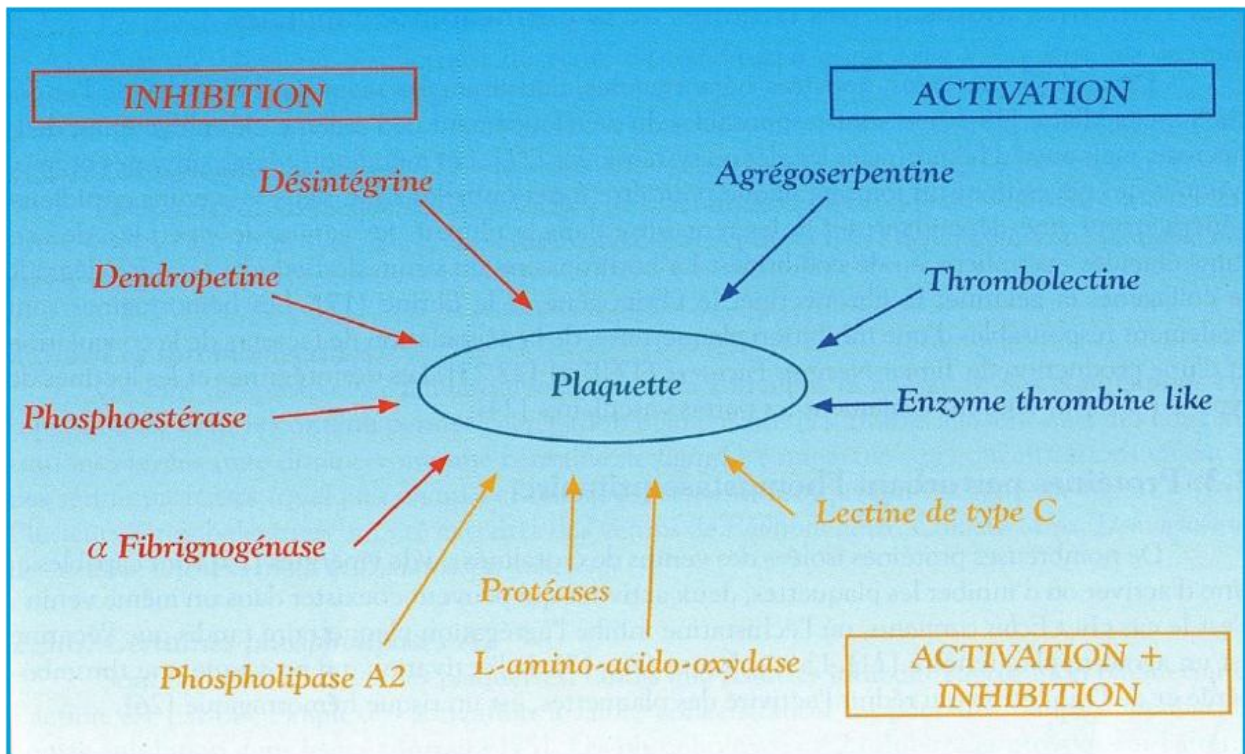 INHIBITION
ACTIVATION
Désintégrine
Agrégoserpentine
Dendropetine
Thrombolectine
Plaquette
Phosphoestérase
Enzyme thrombine like
Lectine de type C
α Fibrignogénase
Protéases
Phospholipase A2
L-amino-acido-oxydase
ACTIVATION +
INHIBITION